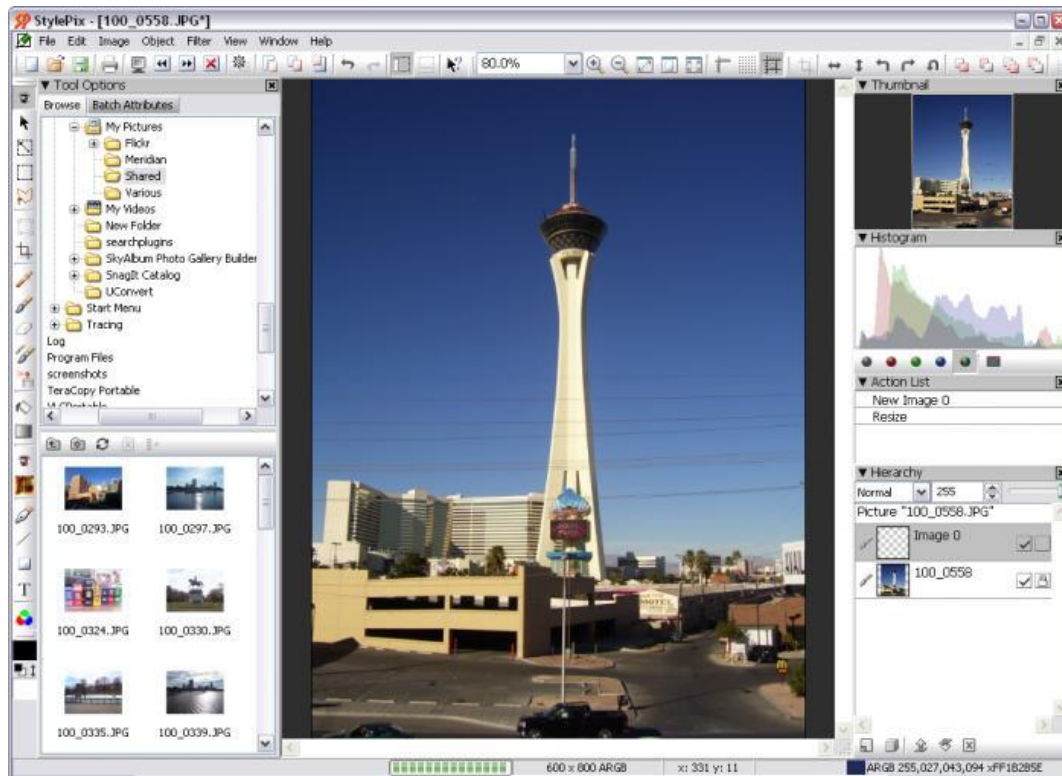 StylePix - [100_0558.JPG*]
File Edit Image Object Filter View Window Help
80.0%
Tool Options
Browse Batch Attributes
My Pictures
Flickr
Meridian
Shared
Various
My Videos
New Folder
searchplugins
SkyAlbum Photo Gallery Builder
SnagIt Catalog
UConvert
Start Menu
Tracing
Log
Program Files
screenshots
TeraCopy Portable
100_0293.JPG 100_0297.JPG
100_0324.JPG 100_0330.JPG
100_0335.JPG 100_0339.JPG
MOTEL
Thumbnail
Histogram
Action List
New Image 0
Resize
Hierarchy
Normal 255
Picture "100_0558.JPG"
Image 0
100_0558
600 x 800 ARGB x: 331 y: 11 ARGB 255,027,043,094 xFF1B2B5E